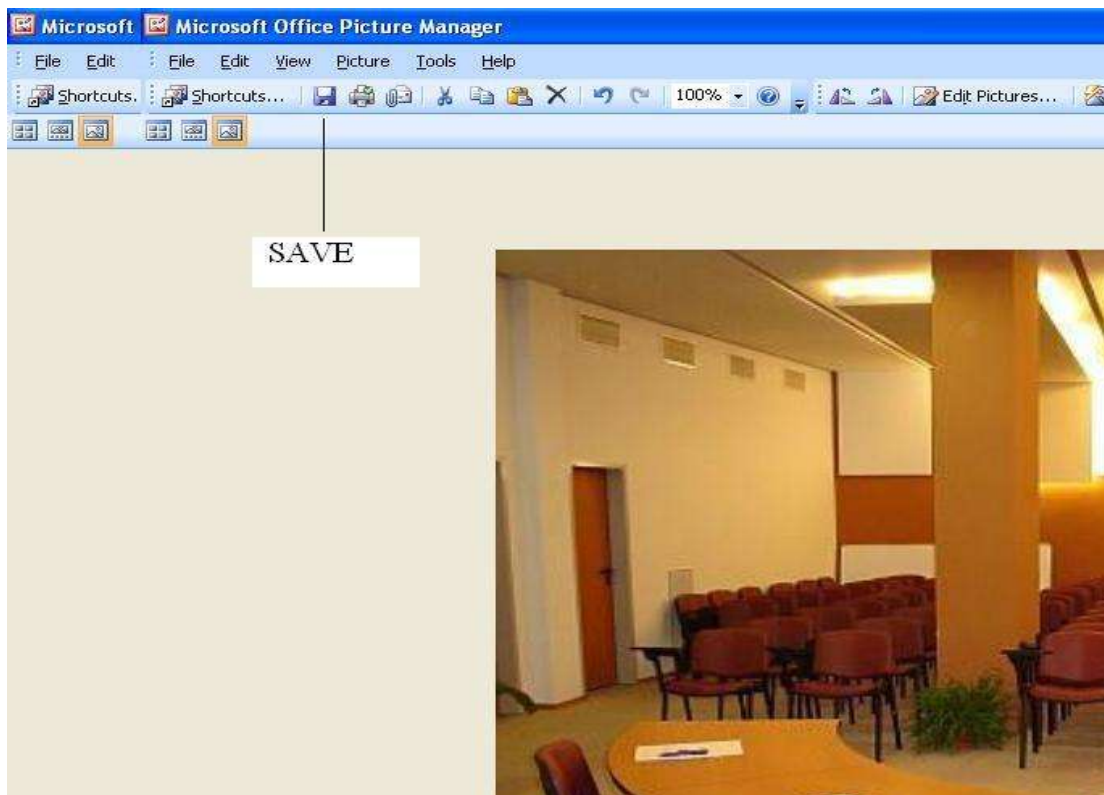 Microsoft Microsoft Office Picture Manager
File Edit File Edit View Picture Tools Help
Shortcuts. Shortcuts... 100% Edit Pictures...
SAVE